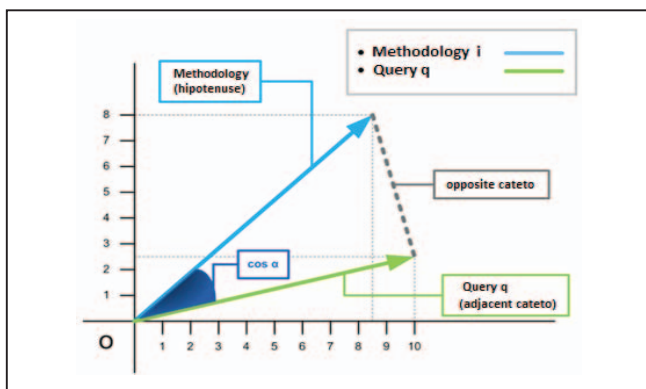 • Methodology i
• Query q
Methodology
(hipotenuse)
8
7
6
5
4
3
2
1
opposite cateto
cos α
Query q
(adjacent cateto)
O
1 2 3 4 5 6 7 8 9 10